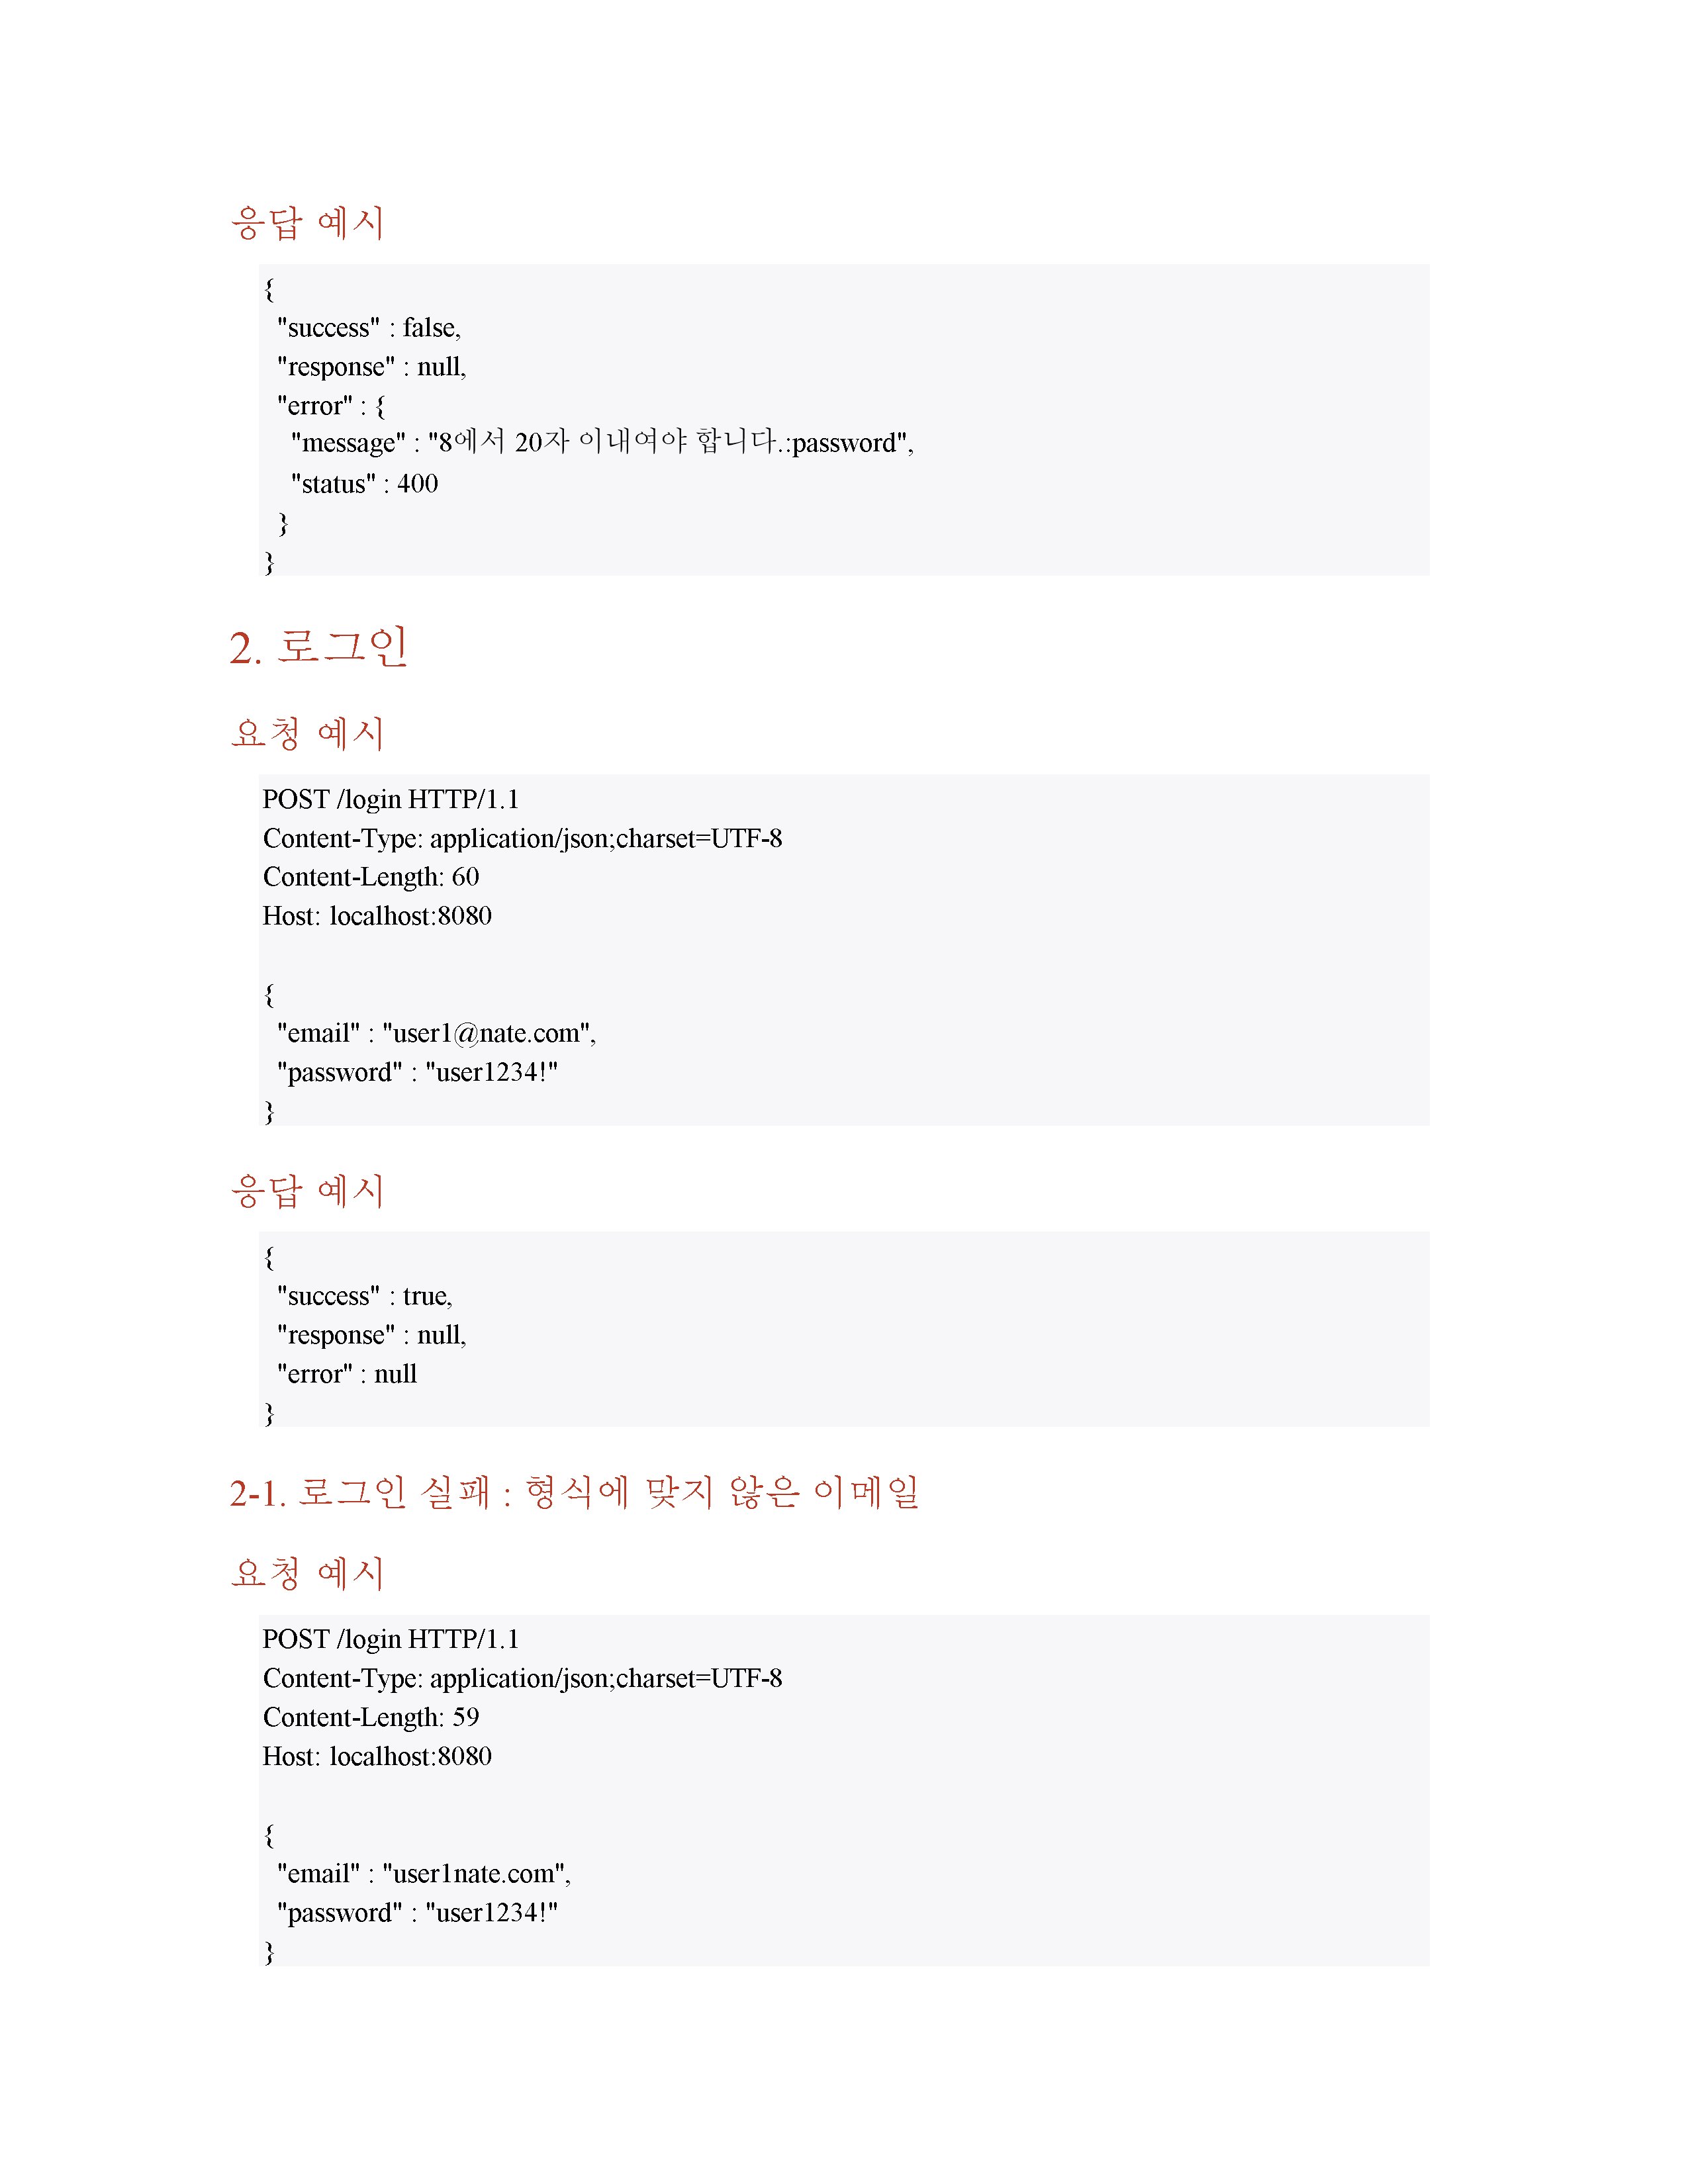 응답 예시
{
  "success" : false,
  "response" : null,
  "error" : {
    "message" : "8에서 20자 이내여야 합니다.:password",
    "status" : 400
  }
}
2. 로그인
요청 예시
POST /login HTTP/1.1
Content-Type: application/json;charset=UTF-8
Content-Length: 60
Host: localhost:8080

{
  "email" : "user1@nate.com",
  "password" : "user1234!"
}
응답 예시
{
  "success" : true,
  "response" : null,
  "error" : null
}
2-1. 로그인 실패 : 형식에 맞지 않은 이메일
요청 예시
POST /login HTTP/1.1
Content-Type: application/json;charset=UTF-8
Content-Length: 59
Host: localhost:8080

{
  "email" : "user1nate.com",
  "password" : "user1234!"
}